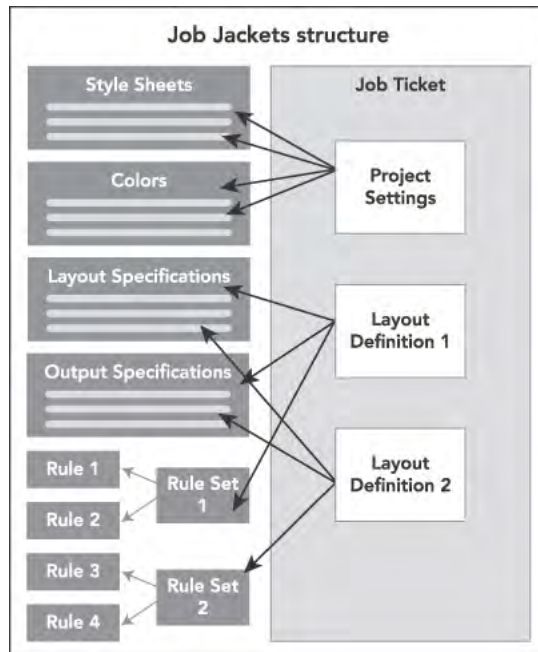 Job Jackets structure
Style Sheets
Colors
Layout Specifications
Output Specifications
Rule 1
Rule 2
Rule Set
1
Rule 3
Rule 4
Rule Set
2
Job Ticket
Project
Settings
Layout
Definition 1
Layout
Definition 2